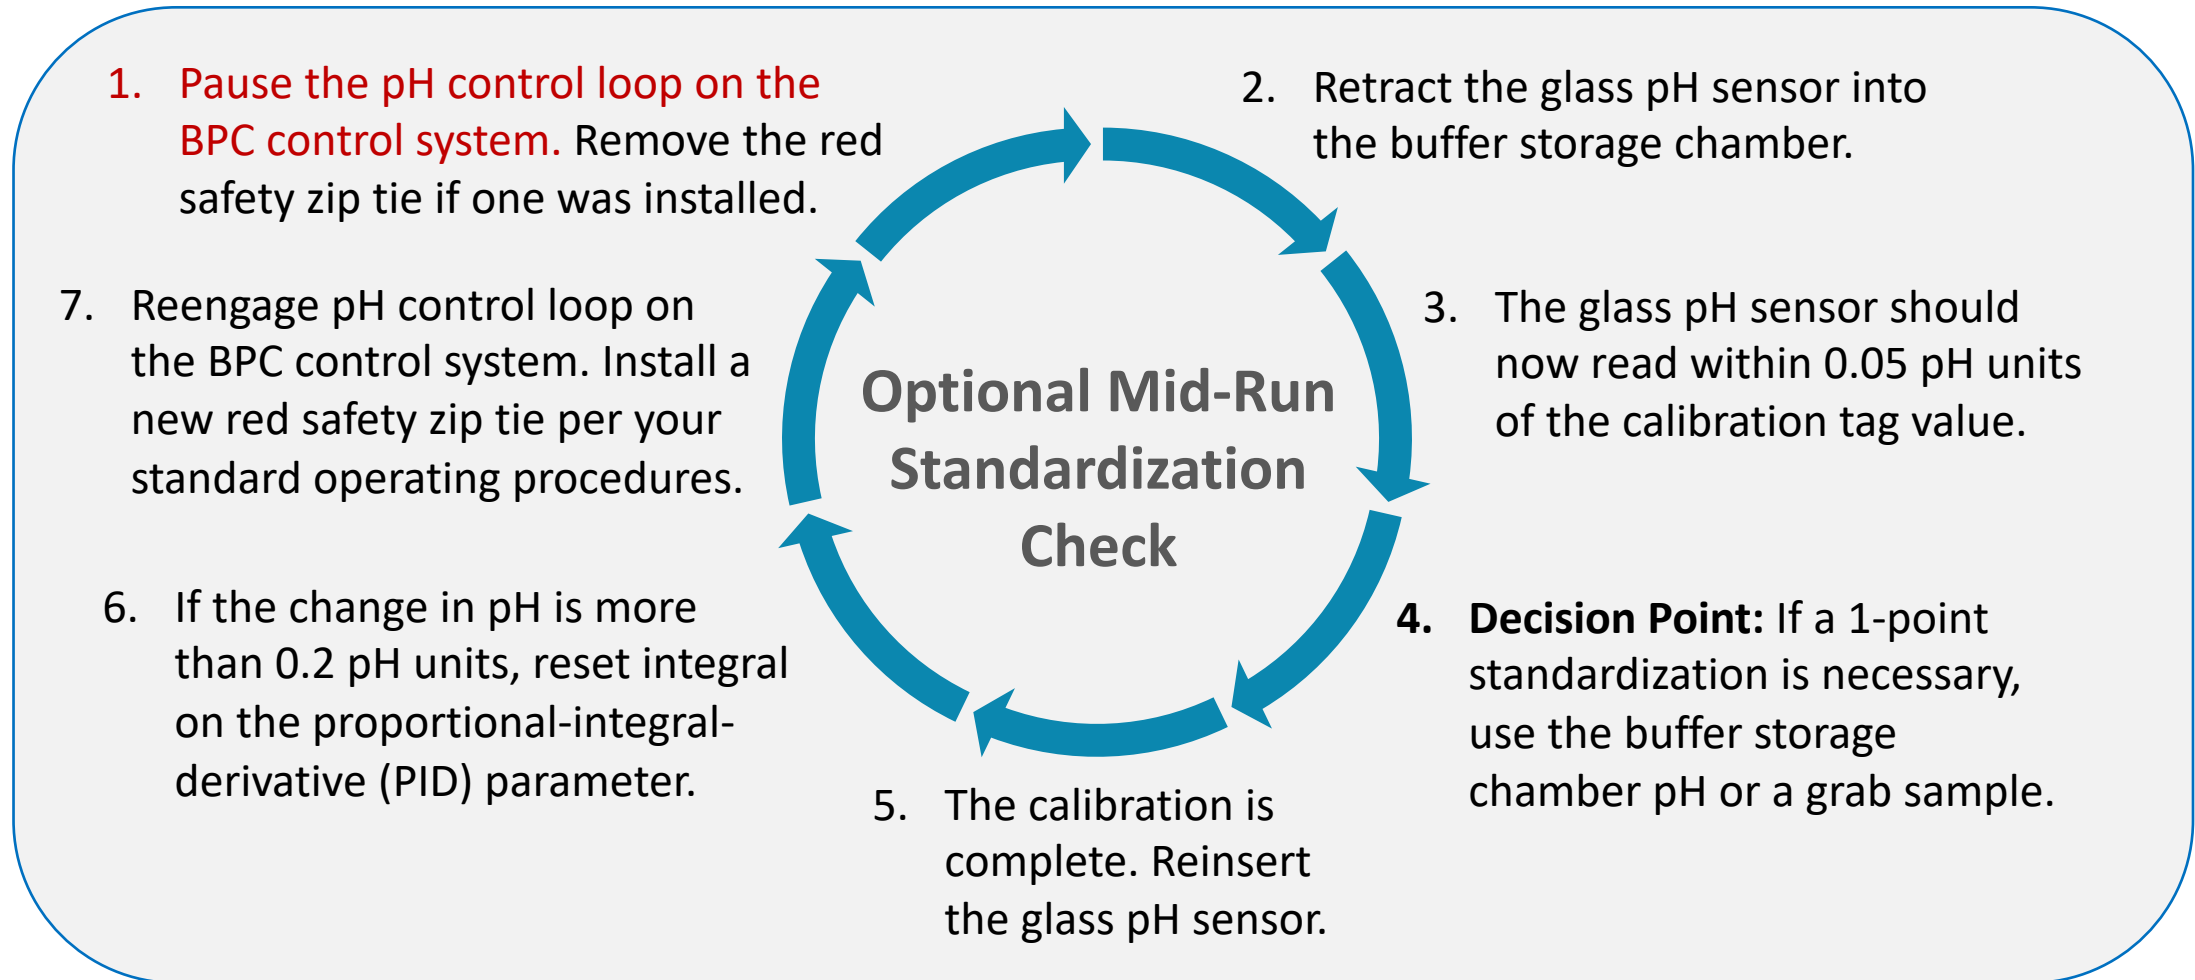 1. Pause the pH control loop on the
BPC control system. Remove the red
safety zip tie if one was installed.
2. Retract the glass pH sensor into
the buffer storage chamber.
3. The glass pH sensor should
now read within 0.05 pH units
of the calibration tag value.
4. Decision Point: If a 1-point
standardization is necessary,
use the buffer storage
chamber pH or a grab sample.
5. The calibration is
complete. Reinsert
the glass pH sensor.
6. If the change in pH is more
than 0.2 pH units, reset integral
on the proportional-integral-
derivative (PID) parameter.
7. Reengage pH control loop on
the BPC control system. Install a
new red safety zip tie per your
standard operating procedures.
Optional Mid-Run
Standardization
Check